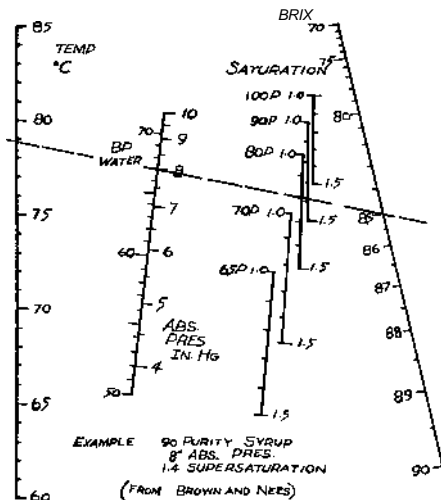 BRIX
85
70
TEMP
°C
75
SATURATION
100P 1.0
10
90P 1.0
80
80
70
9
80P 1.0
BP
WATER
8
1.5
75
7
70P 1.0
1.5
85
60
6
86
65P 1.0
1.5
87
70
5
ABS.
PRES
IN. HG
1.5
88
4
50
89
65
1.5
EXAMPLE 90 PURITY SYRUP
8" ABS. PRES.
1.4 SUPERSATURATION
90
60
(FROM BROWN AND NEES)